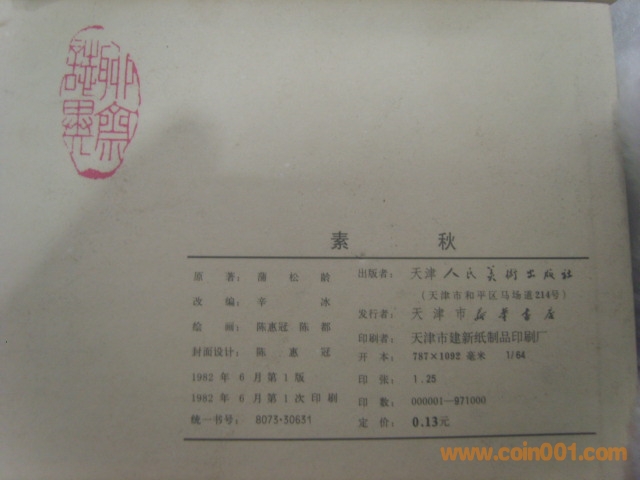 聊斋
誌異
素 秋
原 著：蒲 松 龄
改 编：辛 冰
绘 画：陈惠冠 陈都
封面设计：陈 惠 冠
1982 年 6 月 第 1 版
1982 年 6 月 第 1 次 印 刷
统一书号：8073·30631
出版者：天津人民美術出版社
（天津市和平区马场道214号）
发行者：天津市新華書店
印刷者：天津市建新纸制品印刷厂
开 本：787×1092 毫米 1/64
印 张：1.25
印 数：000001—971000
定 价：0.13元
www.coin001.com